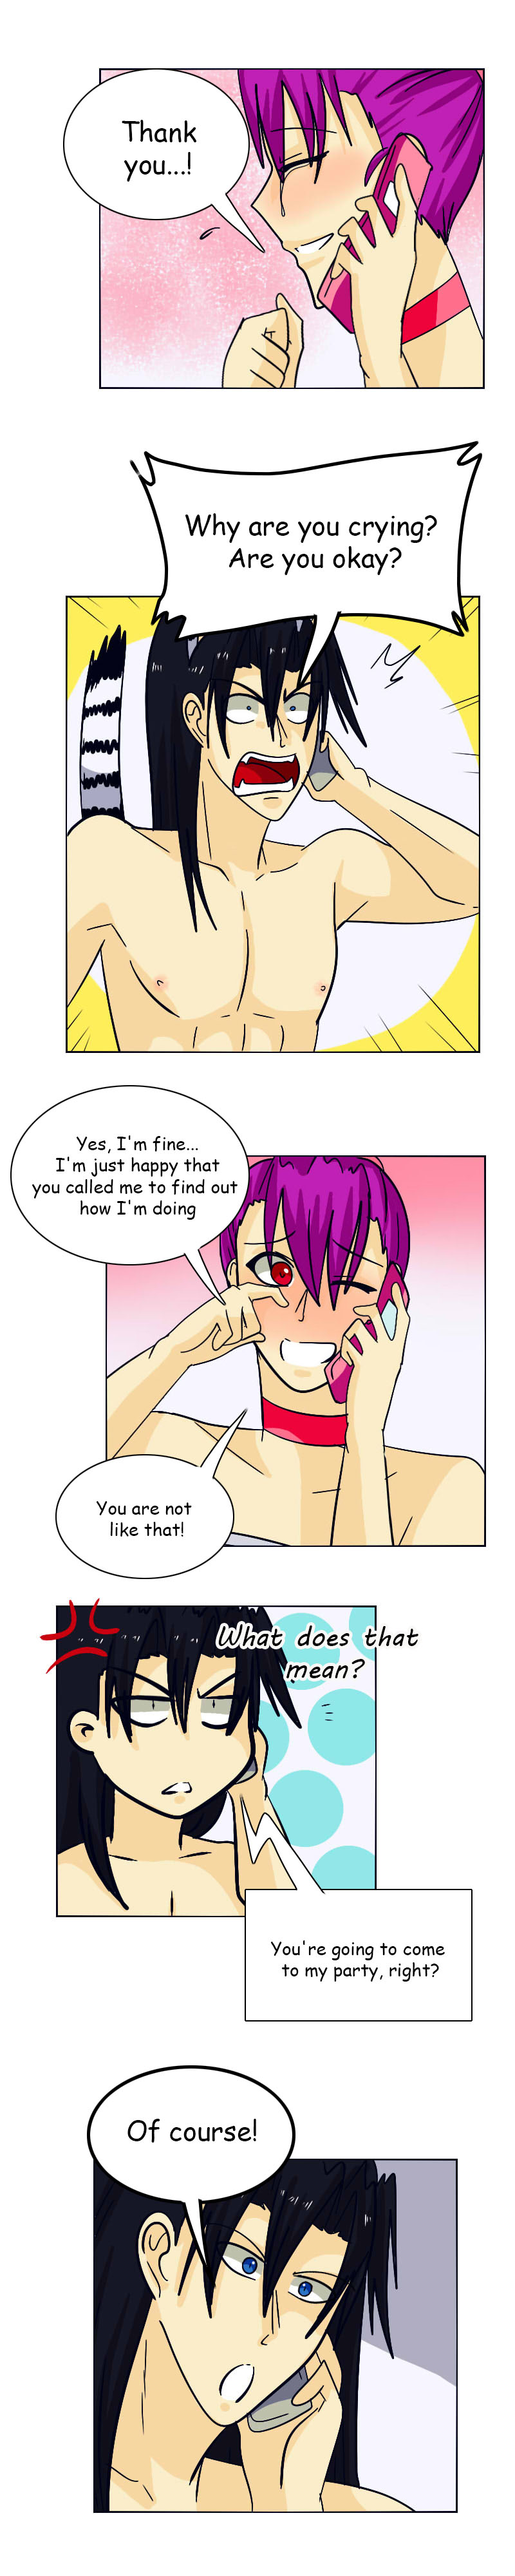 Thank
you...!
Why are you crying?
Are you okay?
Yes, I'm fine...
I'm just happy that
you called me to find out
how I'm doing
You are not
like that!
What does that
mean?
You're going to come
to my party, right?
Of course!